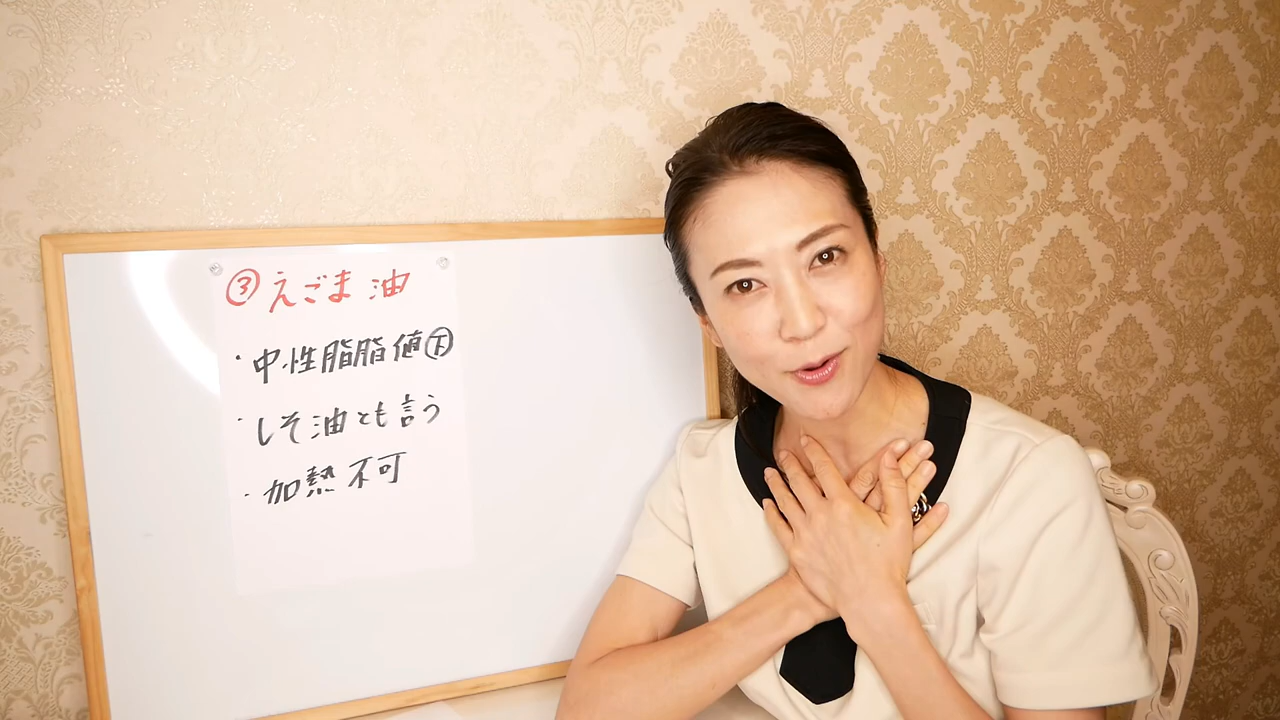 ③えごま油
・中性脂脂値㊦
・しそ油とも言う
・加熱不可